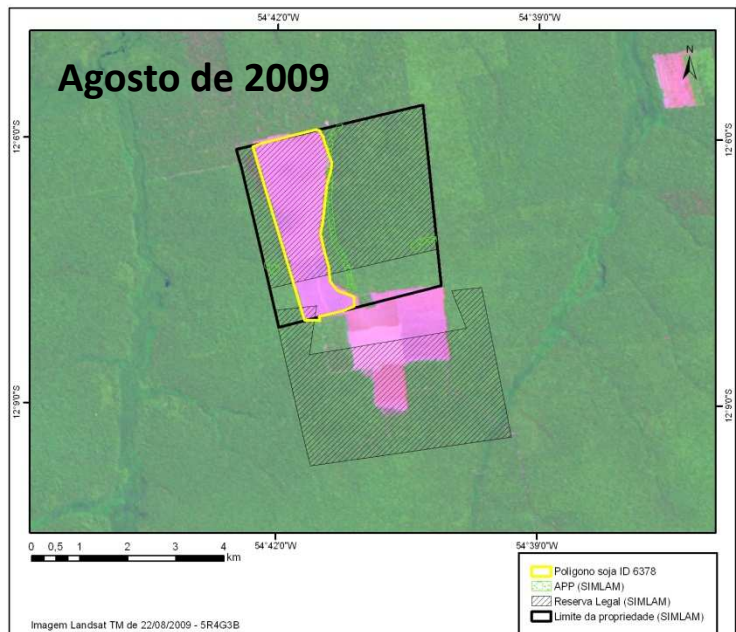 54°42'0"W 54°39'0"W
Agosto de 2009
N
12°6'0"S 12°6'0"S
12°9'0"S 12°9'0"S
54°42'0"W 54°39'0"W
0 0,5 1 2 3 4
km
Polígono soja ID 6378
APP (SIMLAM)
Reserva Legal (SIMLAM)
Limite da propriedade (SIMLAM)
Imagem Landsat TM de 22/08/2009 - 5R4G3B